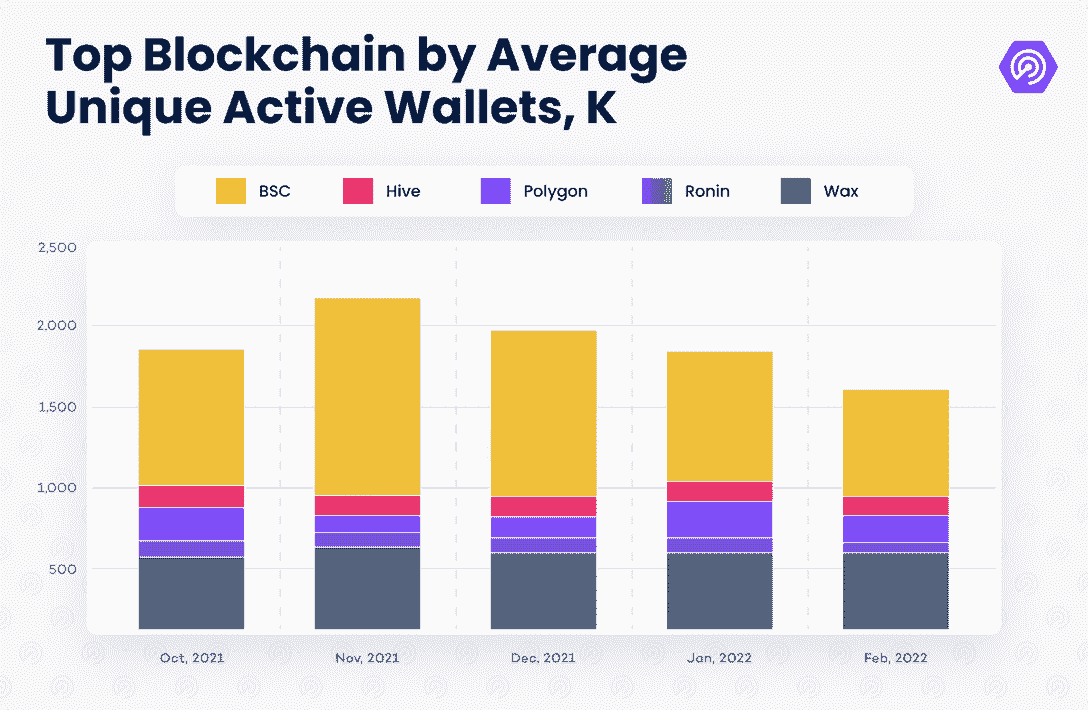 Top Blockchain by Average
Unique Active Wallets, K
BSC Hive Polygon Ronin Wax
2,500
2,000
1,500
1,000
500
Oct, 2021 Nov, 2021 Dec, 2021 Jan, 2022 Feb, 2022